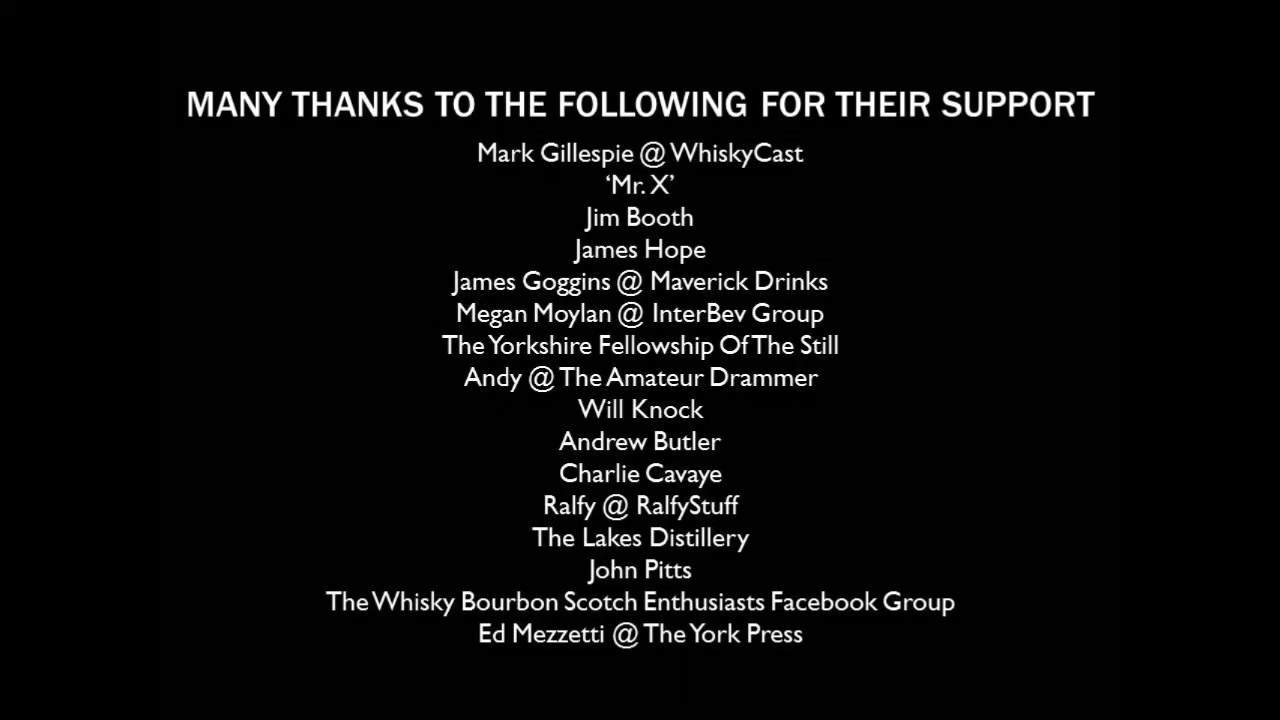 MANY THANKS TO THE FOLLOWING FOR THEIR SUPPORT
Mark Gillespie @ WhiskyCast
‘Mr. X’
Jim Booth
James Hope
James Goggins @ Maverick Drinks
Megan Moylan @ InterBev Group
The Yorkshire Fellowship Of The Still
Andy @ The Amateur Drammer
Will Knock
Andrew Butler
Charlie Cavaye
Ralfy @ RalfyStuff
The Lakes Distillery
John Pitts
The Whisky Bourbon Scotch Enthusiasts Facebook Group
Ed Mezzetti @ The York Press